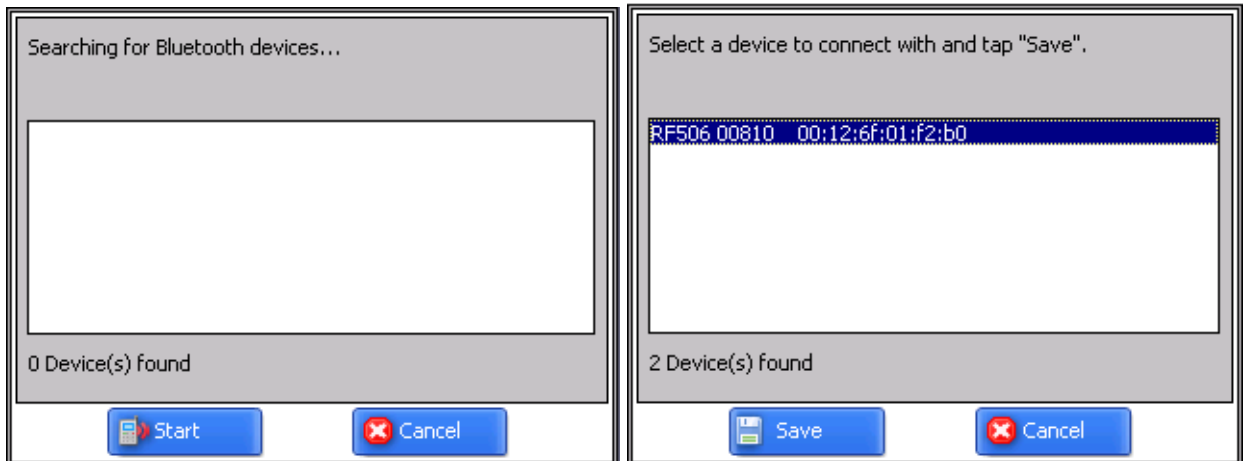 Searching for Bluetooth devices...
0 Device(s) found
Start
Cancel
Select a device to connect with and tap "Save".
RF506 00810 00:12:6f:01:f2:b0
2 Device(s) found
Save
Cancel